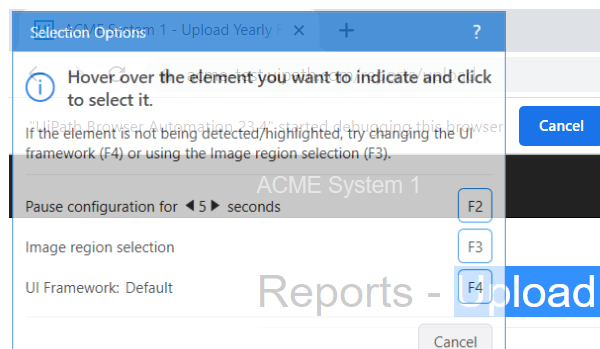 ACME System 1 - Upload Yearly
Selection Options ?
Hover over the element you want to indicate and click
to select it.
"UiPath Browser Automation 23.4" started debugging this browser
Cancel
If the element is not being detected/highlighted, try changing the UI
framework (F4) or using the Image region selection (F3).
ACME System 1
Pause configuration for 5 seconds F2
Image region selection F3
UI Framework: Default F4
Reports - Upload
Cancel